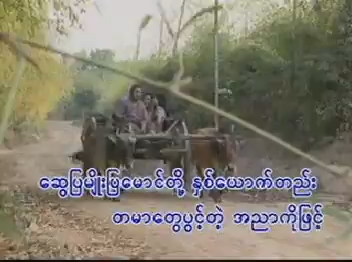 ဆွေပြမျိုးပြမောင်တို့ နှစ်ယောက်တည်း
တမာတွေပွင့်တဲ့ အညာကိုဖြင့်